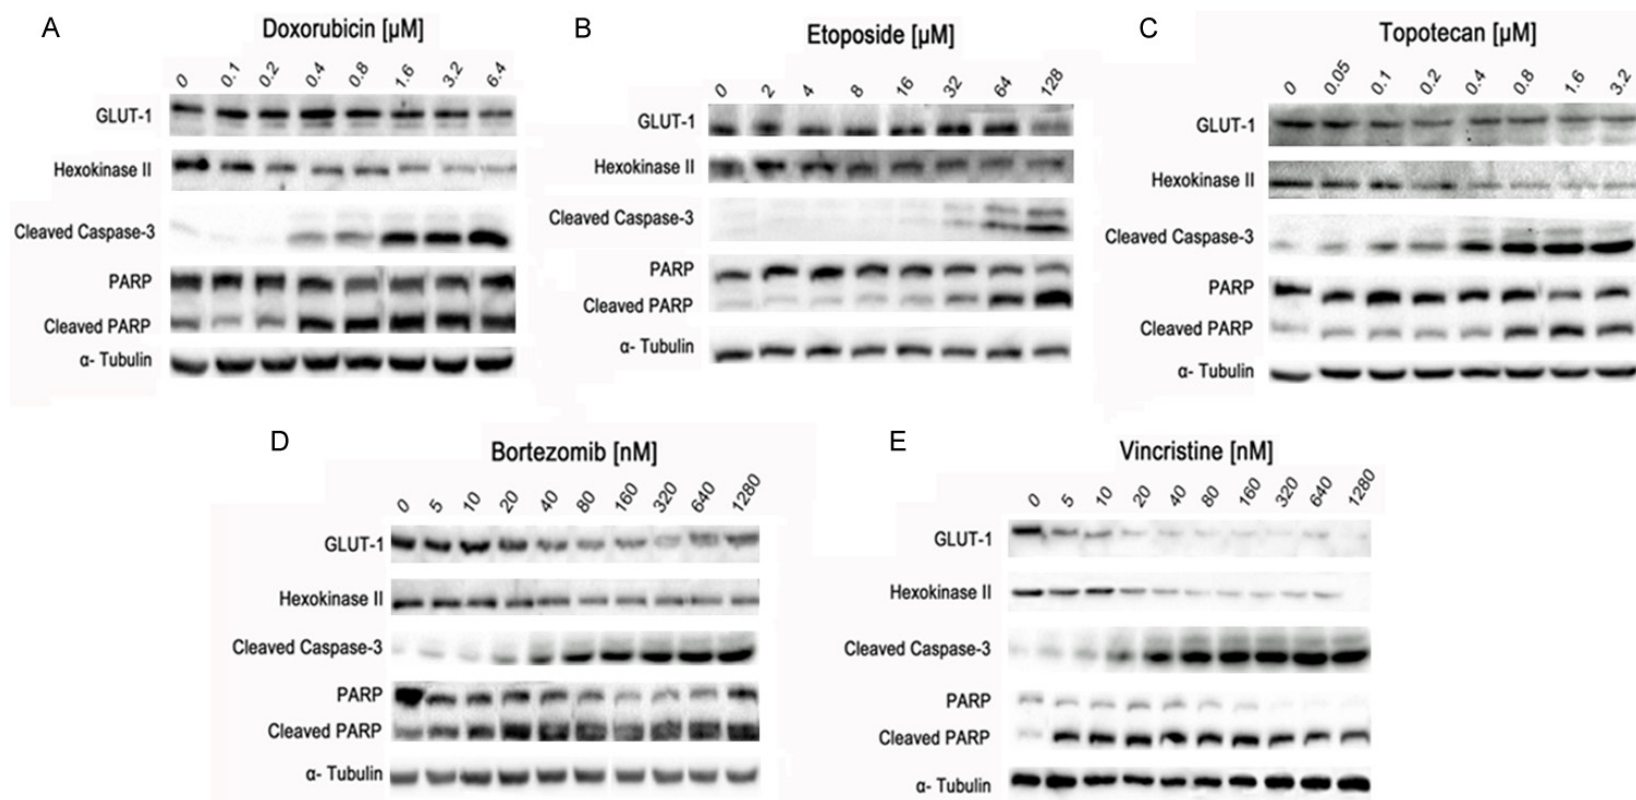 A
Doxorubicin [µM]
0 0.1 0.2 0.4 0.8 1.6 3.2 6.4
GLUT-1
Hexokinase II
Cleaved Caspase-3
PARP
Cleaved PARP
α- Tubulin
B
Etoposide [µM]
0 2 4 8 16 32 64 128
GLUT-1
Hexokinase II
Cleaved Caspase-3
PARP
Cleaved PARP
α- Tubulin
C
Topotecan [µM]
0 0.05 0.1 0.2 0.4 0.8 1.6 3.2
GLUT-1
Hexokinase II
Cleaved Caspase-3
PARP
Cleaved PARP
α- Tubulin
D
Bortezomib [nM]
0 5 10 20 40 80 160 320 640 1280
GLUT-1
Hexokinase II
Cleaved Caspase-3
PARP
Cleaved PARP
α- Tubulin
E
Vincristine [nM]
0 5 10 20 40 80 160 320 640 1280
GLUT-1
Hexokinase II
Cleaved Caspase-3
PARP
Cleaved PARP
α- Tubulin